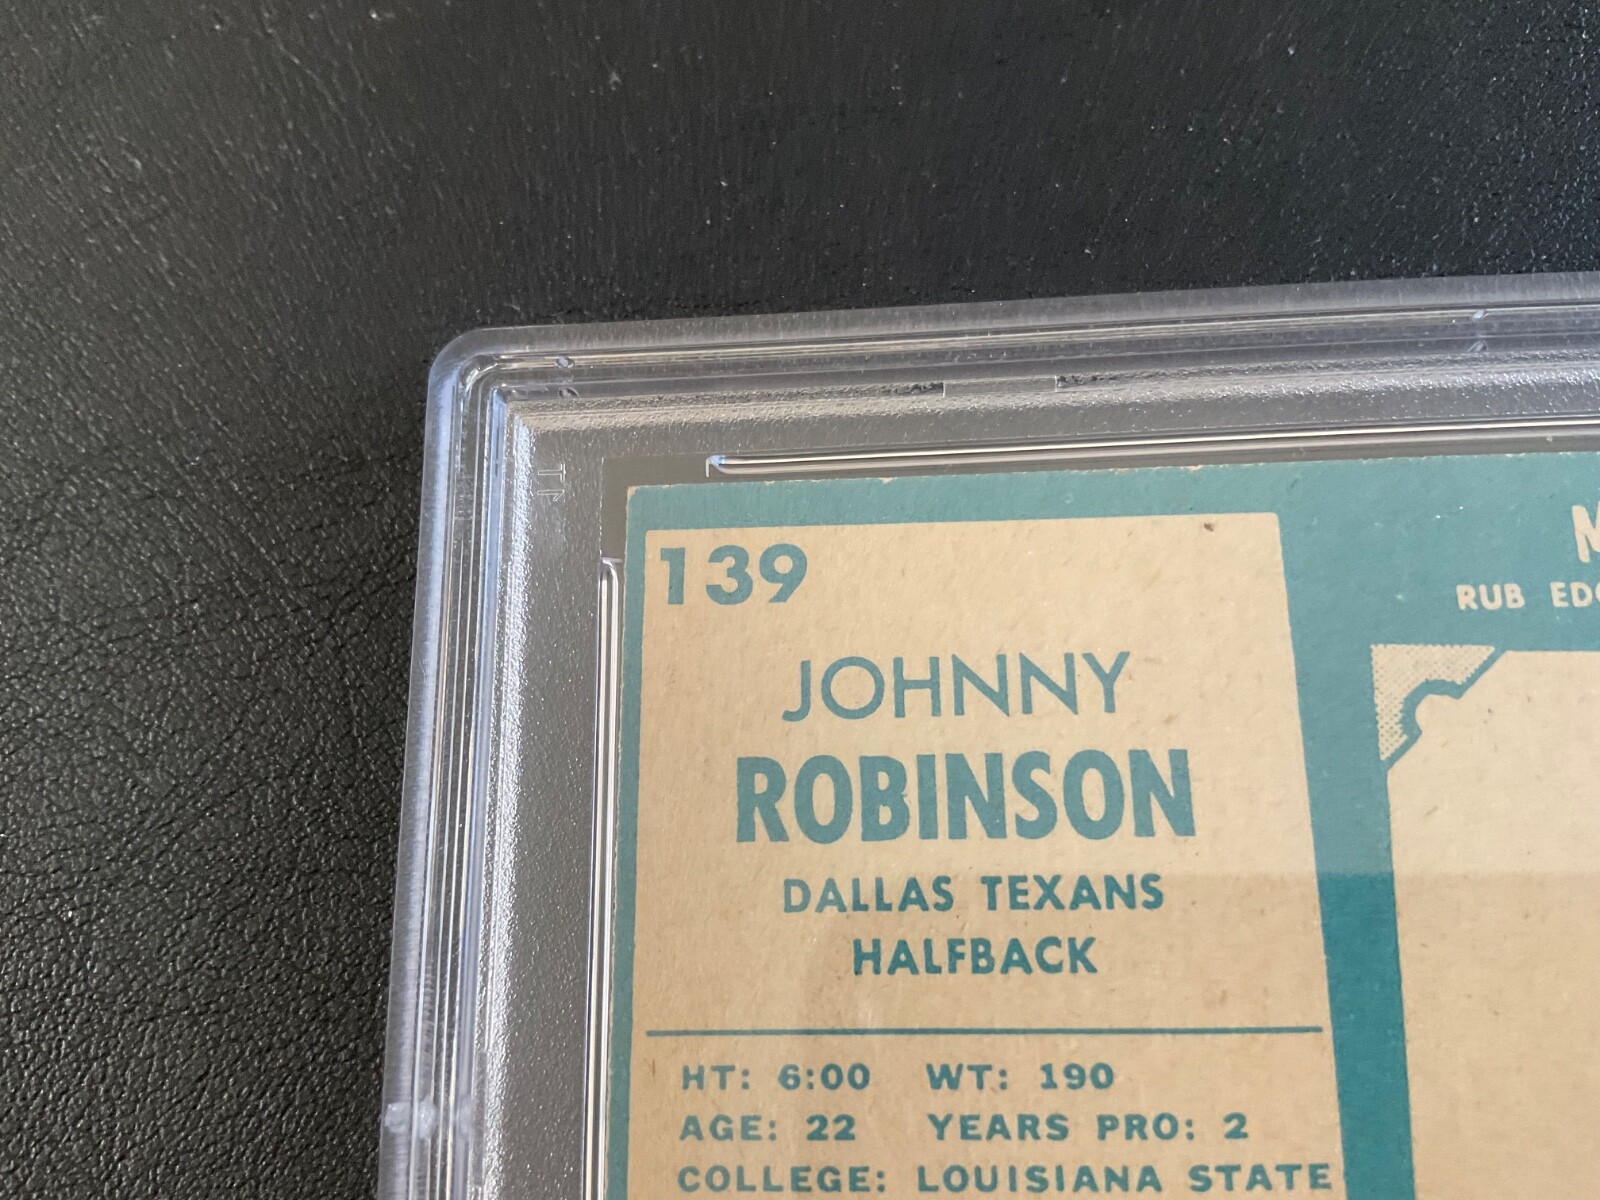 139
JOHNNY
ROBINSON
DALLAS TEXANS
HALFBACK
HT: 6:00 WT: 190
AGE: 22 YEARS PRO: 2
COLLEGE: LOUISIANA STATE
RUB